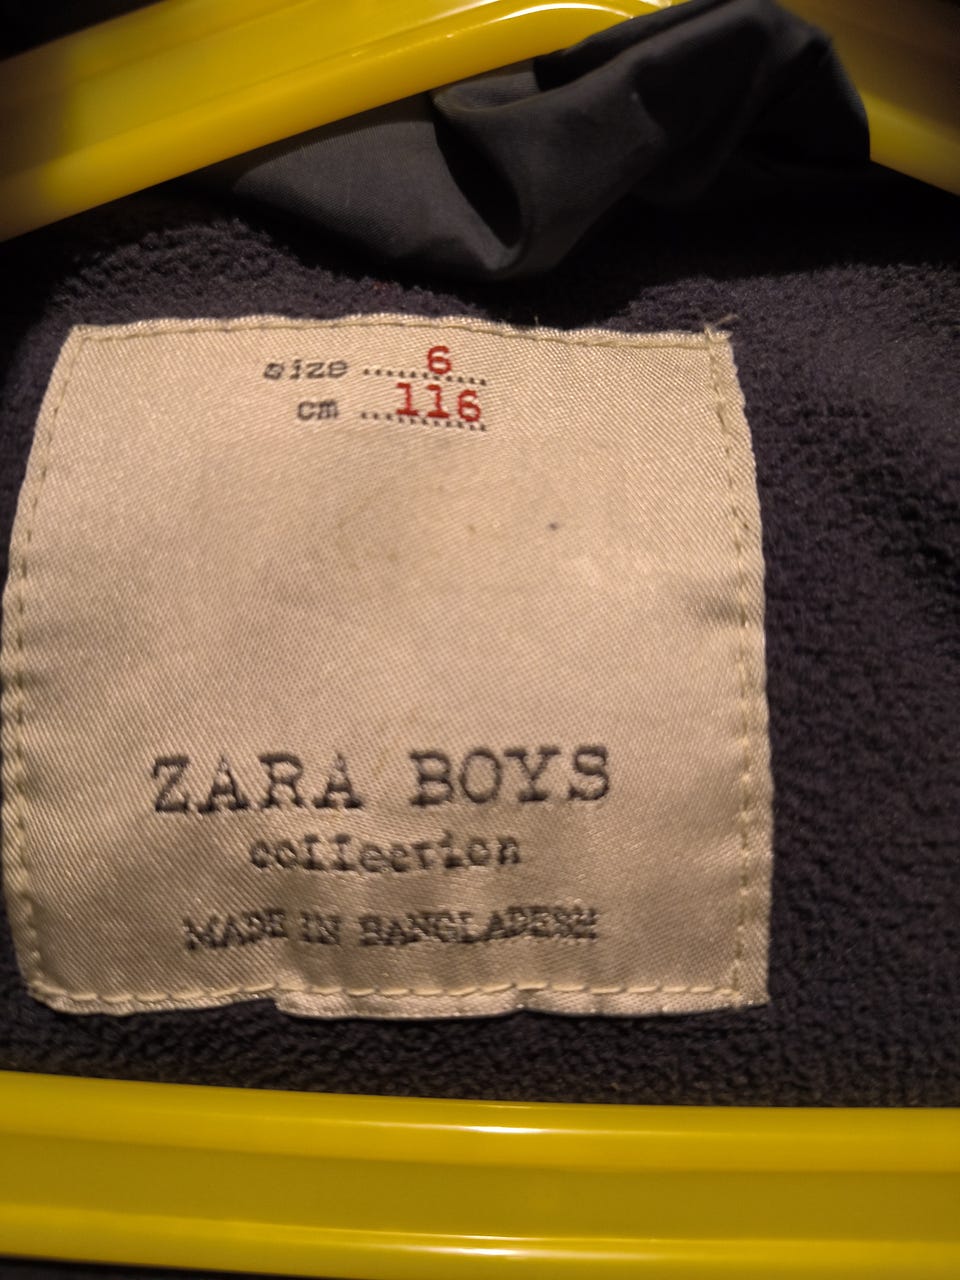 size ........6........
cm ....116
ZARA BOYS
collection
MADE IN BANGLADESH